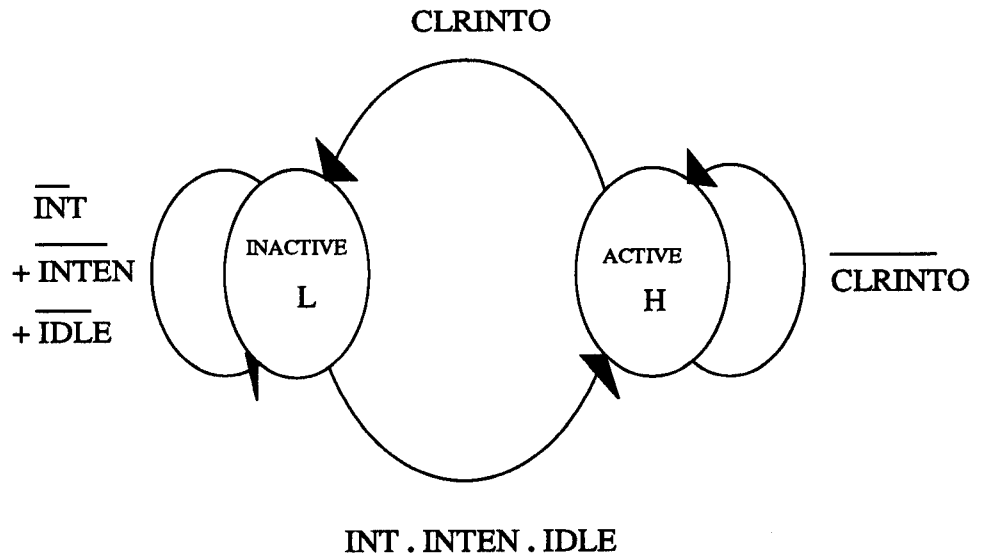 CLRINTO
INT
+ INTEN
+ IDLE
INACTIVE
L
ACTIVE
H
CLRINTO
INT . INTEN . IDLE